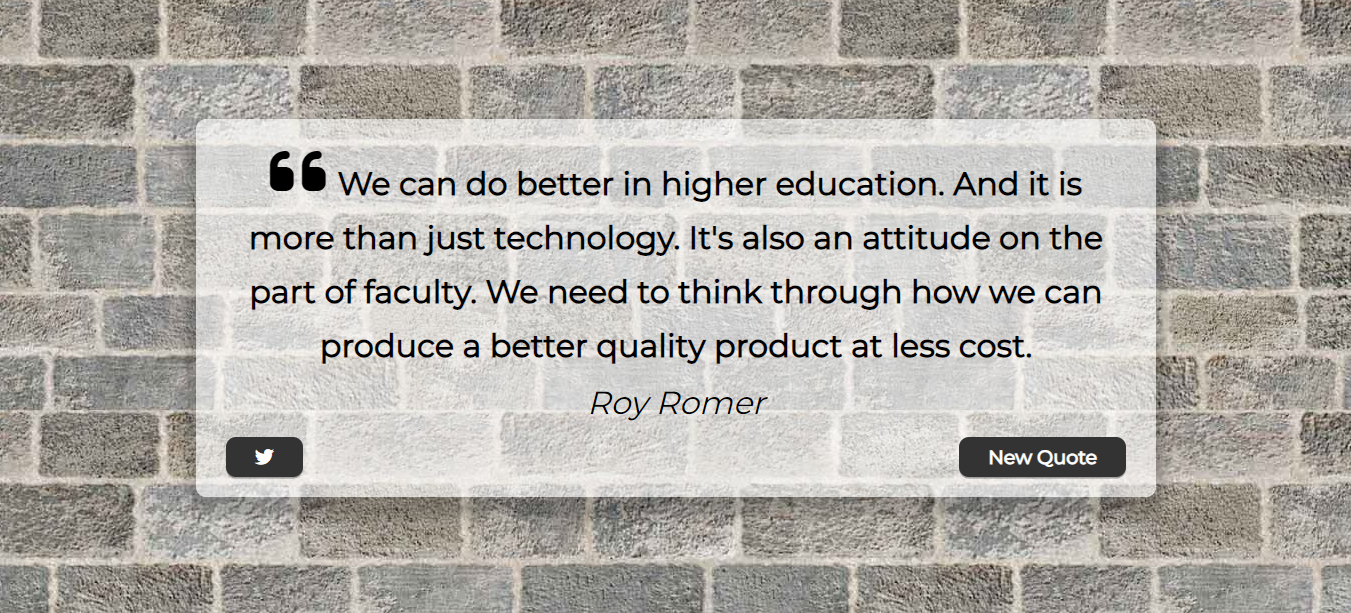 We can do better in higher education. And it is
more than just technology. It's also an attitude on the
part of faculty. We need to think through how we can
produce a better quality product at less cost.
Roy Romer
New Quote